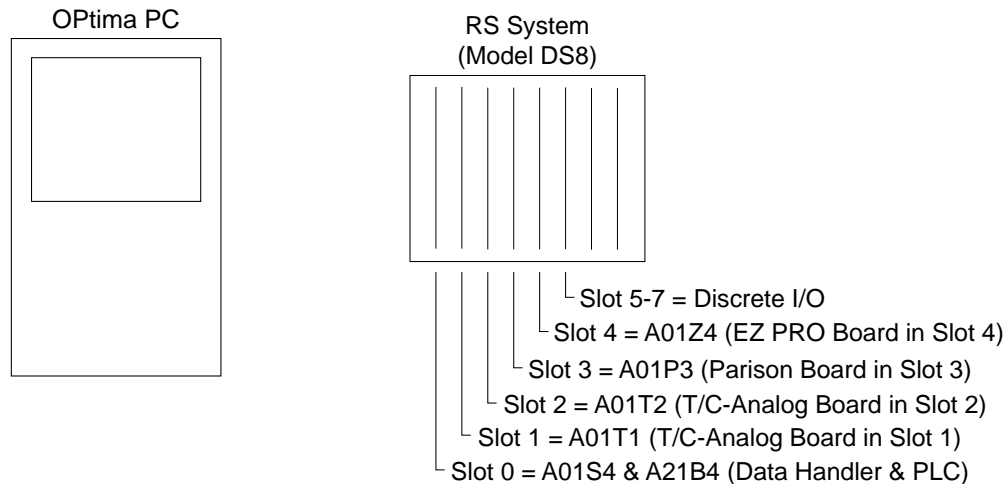 OPtima PC
RS System
(Model DS8)
Slot 5-7 = Discrete I/O
Slot 4 = A01Z4 (EZ PRO Board in Slot 4)
Slot 3 = A01P3 (Parison Board in Slot 3)
Slot 2 = A01T2 (T/C-Analog Board in Slot 2)
Slot 1 = A01T1 (T/C-Analog Board in Slot 1)
Slot 0 = A01S4 & A21B4 (Data Handler & PLC)